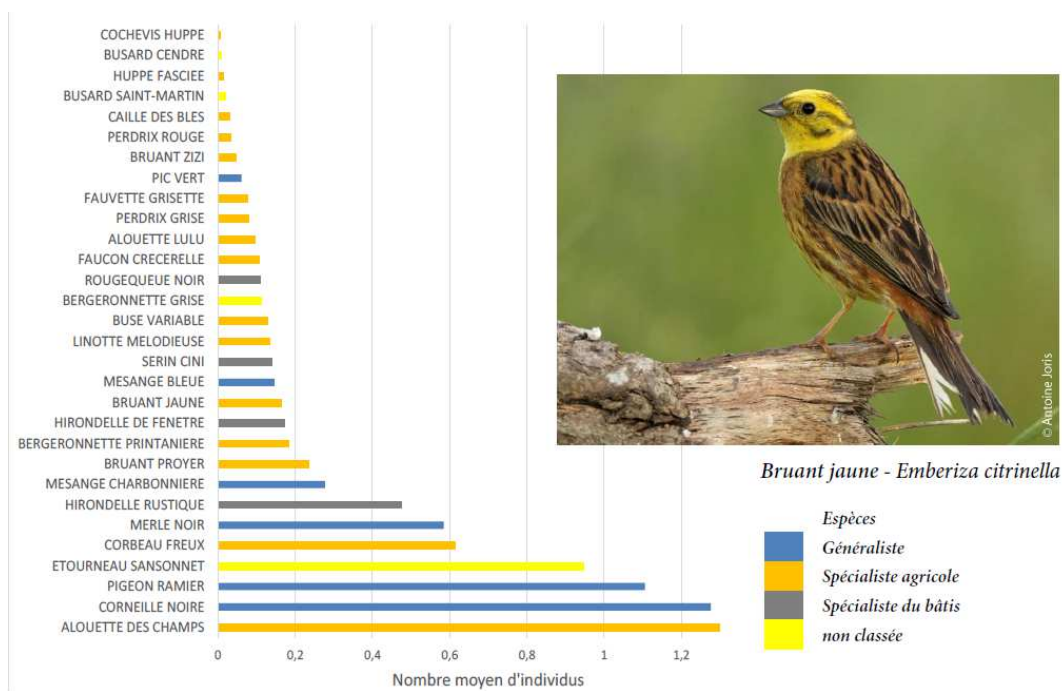 COCHEVIS HUPPE
BUSARD CENDRE
HUPPE FASCIEE
BUSARD SAINT-MARTIN
CAILLE DES BLES
PERDRIX ROUGE
BRUANT ZIZI
PIC VERT
FAUVETTE GRISETTE
PERDRIX GRISE
ALOUETTE LULU
FAUCON CRECERELLE
ROUGEQUEUE NOIR
BERGERONNETTE GRISE
BUSE VARIABLE
LINOTTE MELODIEUSE
SERIN CINI
MESANGE BLEUE
BRUANT JAUNE
HIRONDELLE DE FENETRE
BERGERONNETTE PRINTANIERE
BRUANT PROYER
MESANGE CHARBONNIERE
HIRONDELLE RUSTIQUE
MERLE NOIR
CORBEAU FREUX
ETOURNEAU SANSONNET
PIGEON RAMIER
CORNEILLE NOIRE
ALOUETTE DES CHAMPS
0 0,2 0,4 0,6 0,8 1 1,2
Nombre moyen d'individus
© Antoine Joris
Bruant jaune - Emberiza citrinella
Espèces
Généraliste
Spécialiste agricole
Spécialiste du bâtis
non classée